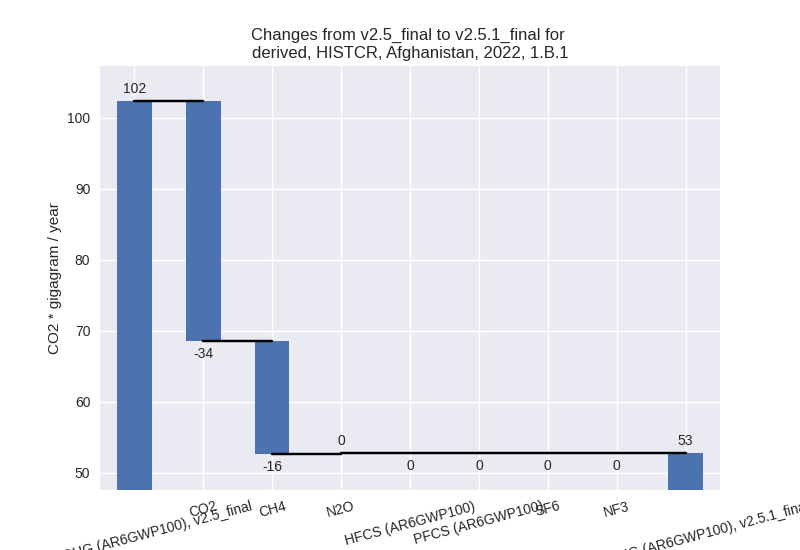 Changes from v2.5_final to v2.5.1_final for
derived, HISTCR, Afghanistan, 2022, 1.B.1
CO2 * gigagram / year
100
90
80
70
60
50
102
-34
-16
0
0
0
0
0
53
(AR6GWP100), v2.5_final
CO2
CH4
N2O
HFCS (AR6GWP100)
PFCS (AR6GWP100)
SF6
NF3
(AR6GWP100), v2.5.1_fina